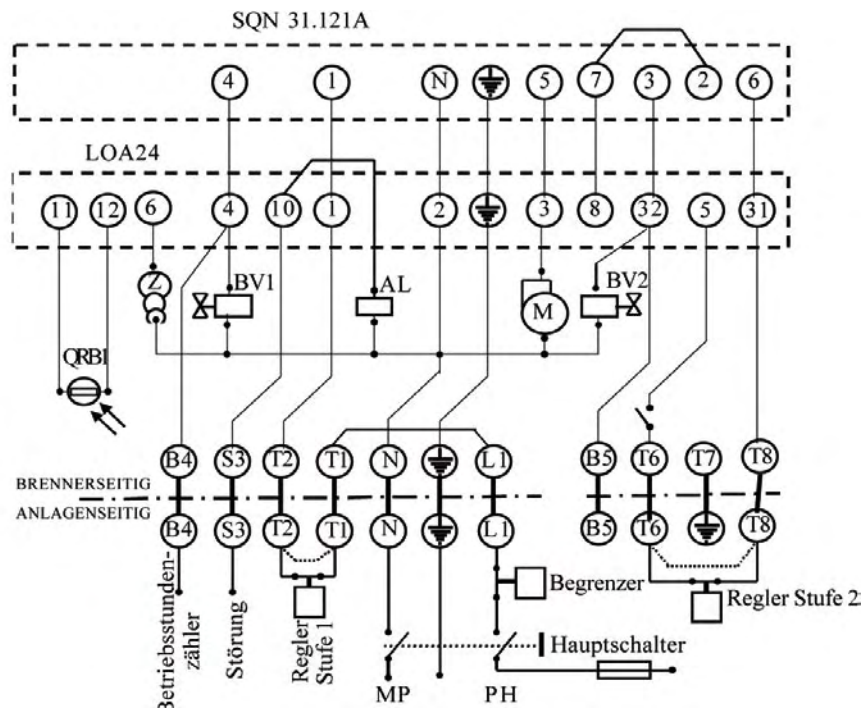 SQN 31.121A
4 1 N 5 7 3 2 6
LOA24
11 12 6 4 10 1 2 3 8 32 5 31
Z BV1 AL M BV2
QRB1
B4 S3 T2 T1 N L1 B5 T6 T7 T8
BRENNERSEITIG
ANLAGENSEITIG
B4 S3 T2 T1 N L1 B5 T6 T8
Betriebsstunden-
zähler
Störung
Regler
Stufe 1
Begrenzer
Regler Stufe 2
Hauptschalter
MP PH